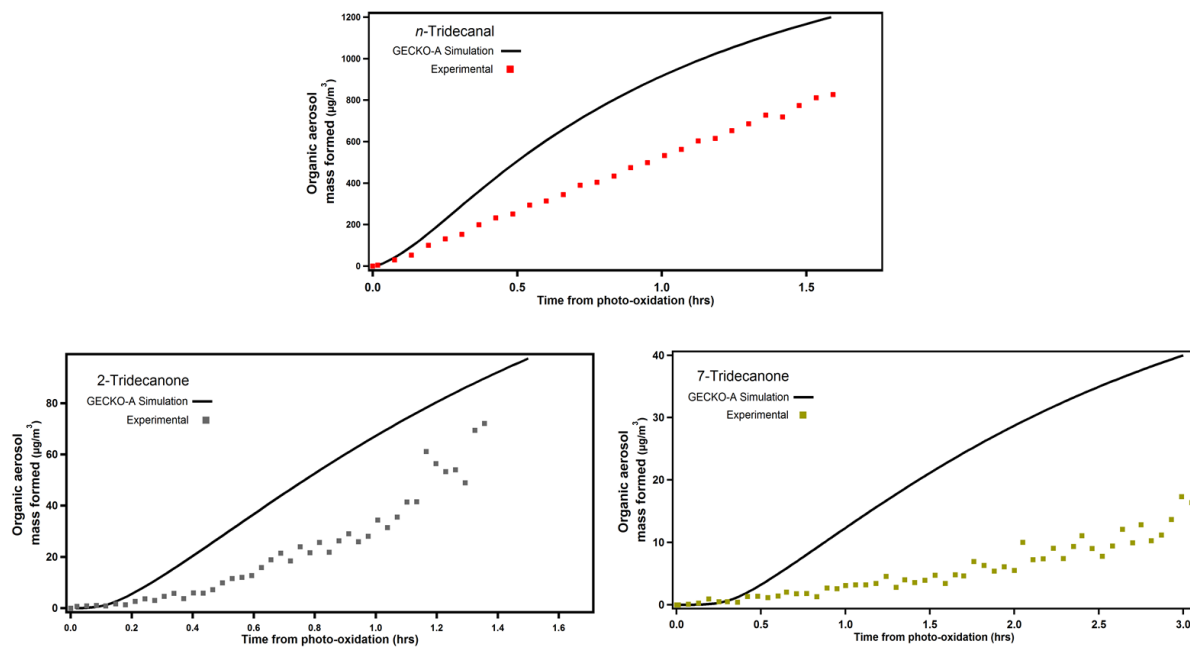 n-Tridecanal
GECKO-A Simulation
Experimental
Organic aerosol
mass formed (µg/m³)
1200
1000
800
600
400
200
0
0.0 0.5 1.0 1.5
Time from photo-oxidation (hrs)
2-Tridecanone
GECKO-A Simulation
Experimental
Organic aerosol
mass formed (µg/m³)
80
60
40
20
0
0.0 0.2 0.4 0.6 0.8 1.0 1.2 1.4 1.6
Time from photo-oxidation (hrs)
7-Tridecanone
GECKO-A Simulation
Experimental
Organic aerosol
mass formed (µg/m³)
40
30
20
10
0
0.0 0.5 1.0 1.5 2.0 2.5 3.0
Time from photo-oxidation (hrs)